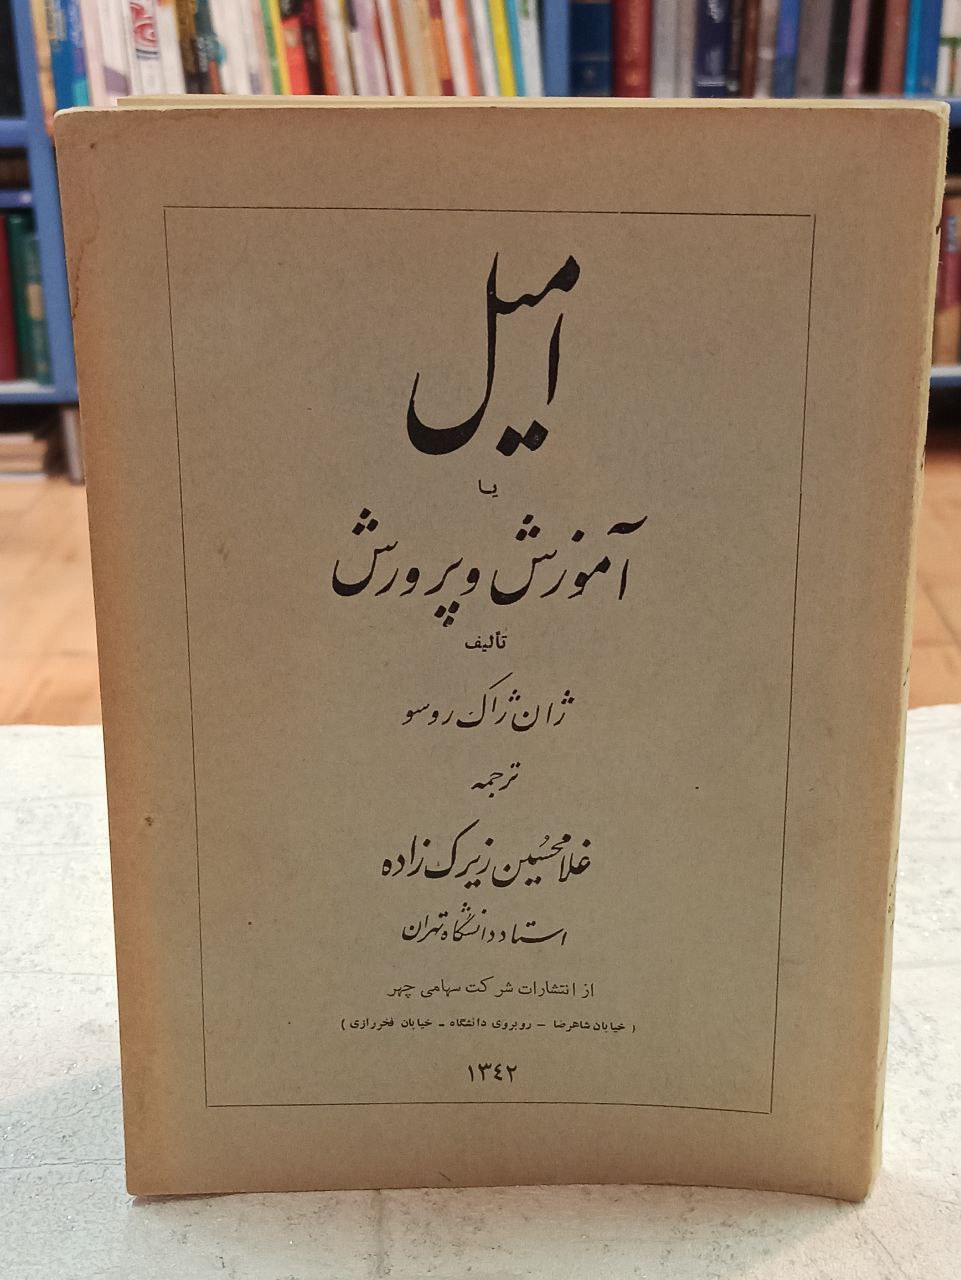 امیل
یا
آموزش و پرورش
تألیف
ژان ژاک روسو
ترجمه
غلامحسین زیرک زاده
استاد دانشگاه تهران
از انتشارات شرکت سهامی چهر
( خیابان شاهرضا - روبروی دانشگاه - خیابان فخررازی )
۱۳٤۲